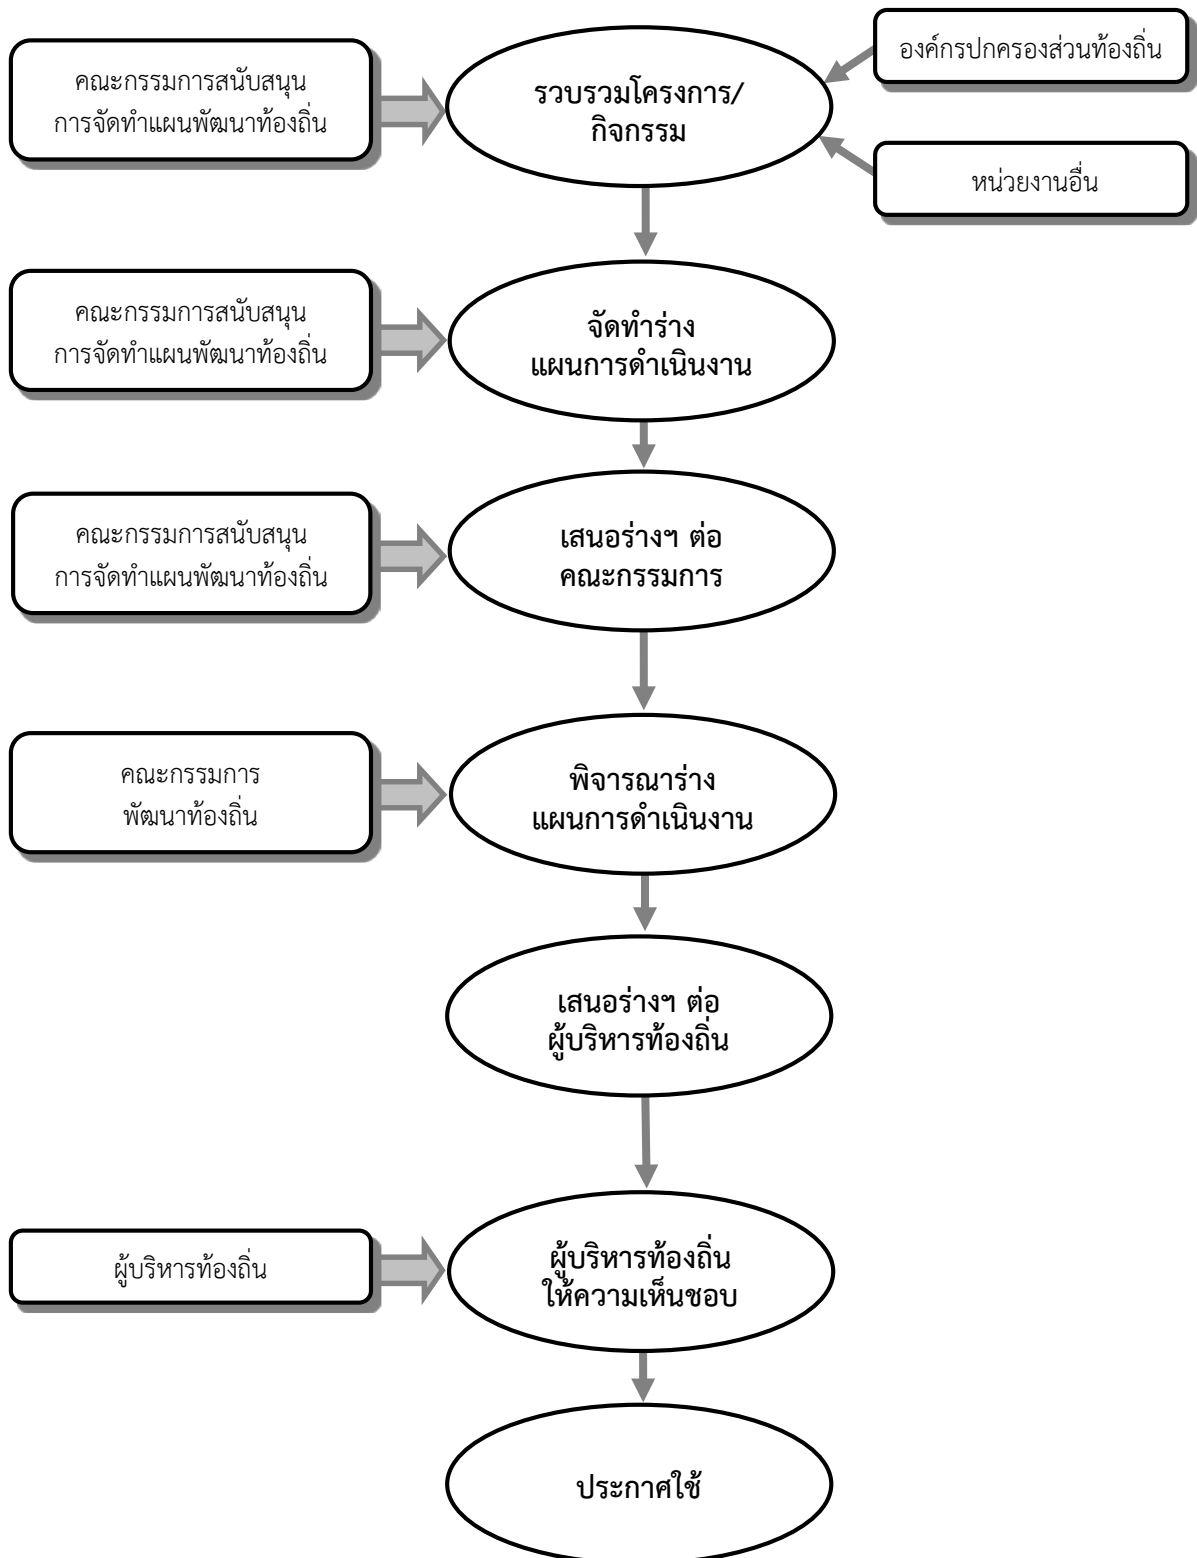 คณะกรรมการสนับสนุน
การจัดทำแผนพัฒนาท้องถิ่น
รวบรวมโครงการ/
กิจกรรม
องค์กรปกครองส่วนท้องถิ่น
หน่วยงานอื่น
คณะกรรมการสนับสนุน
การจัดทำแผนพัฒนาท้องถิ่น
จัดทำร่าง
แผนการดำเนินงาน
คณะกรรมการสนับสนุน
การจัดทำแผนพัฒนาท้องถิ่น
เสนอร่างฯ ต่อ
คณะกรรมการ
คณะกรรมการ
พัฒนาท้องถิ่น
พิจารณาร่าง
แผนการดำเนินงาน
เสนอร่างฯ ต่อ
ผู้บริหารท้องถิ่น
ผู้บริหารท้องถิ่น
ผู้บริหารท้องถิ่น
ให้ความเห็นชอบ
ประกาศใช้